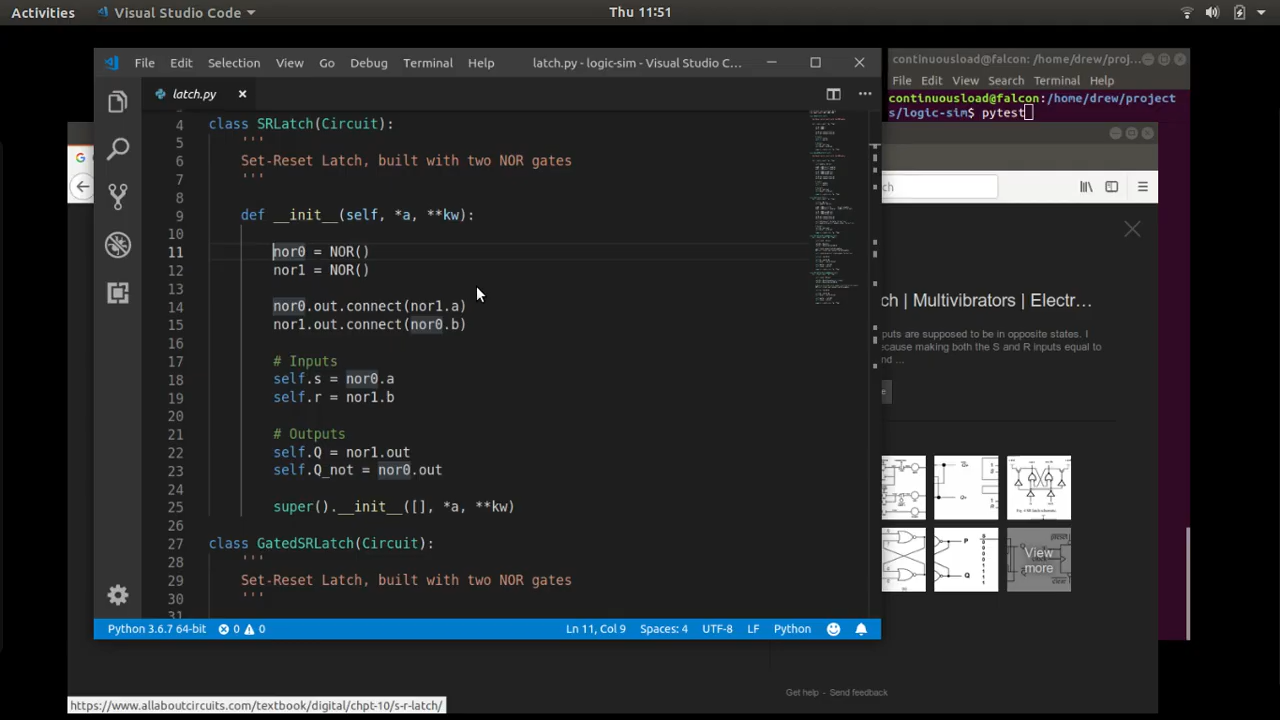 Activities
Visual Studio Code
Thu 11:51
File Edit Selection View Go Debug Terminal Help
latch.py - logic-sim - Visual Studio C...
latch.py
4 class SRLatch(Circuit):
5 '''
6 Set-Reset Latch, built with two NOR gates
7 '''
8
9 def __init__(self, *a, **kw):
10
11 nor0 = NOR()
12 nor1 = NOR()
13
14 nor0.out.connect(nor1.a)
15 nor1.out.connect(nor0.b)
16
17 # Inputs
18 self.s = nor0.a
19 self.r = nor1.b
20
21 # Outputs
22 self.Q = nor1.out
23 self.Q_not = nor0.out
24
25 super().__init__([], *a, **kw)
26
27 class GatedSRLatch(Circuit):
28 '''
29 Set-Reset Latch, built with two NOR gates
30 '''
31
Python 3.6.7 64-bit 0 0 Ln 11, Col 9 Spaces: 4 UTF-8 LF Python
continuousload@falcon: /home/drew/proj...
File Edit View Search Terminal Help
continuousload@falcon:/home/drew/project
s/logic-sim$ pytest
ch
ch | Multivibrators | Electr...
puts are supposed to be in opposite states. I
ecause making both the S and R inputs equal to
nd ...
View
more
Get help - Send feedback
https://www.allaboutcircuits.com/textbook/digital/chpt-10/s-r-latch/